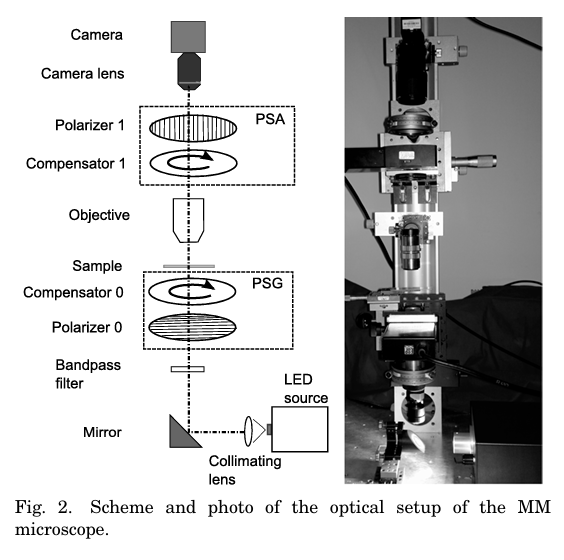 Camera
Camera lens
Polarizer 1
PSA
Compensator 1
Objective
Sample
Compensator 0
PSG
Polarizer 0
Bandpass
filter
LED
source
Mirror
Collimating
lens
Fig. 2. Scheme and photo of the optical setup of the MM
microscope.